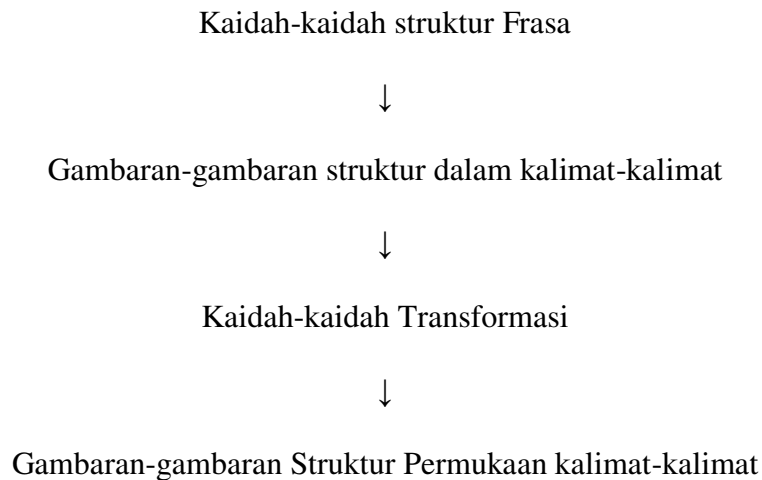 Kaidah-kaidah struktur Frasa
↓
Gambaran-gambaran struktur dalam kalimat-kalimat
↓
Kaidah-kaidah Transformasi
↓
Gambaran-gambaran Struktur Permukaan kalimat-kalimat